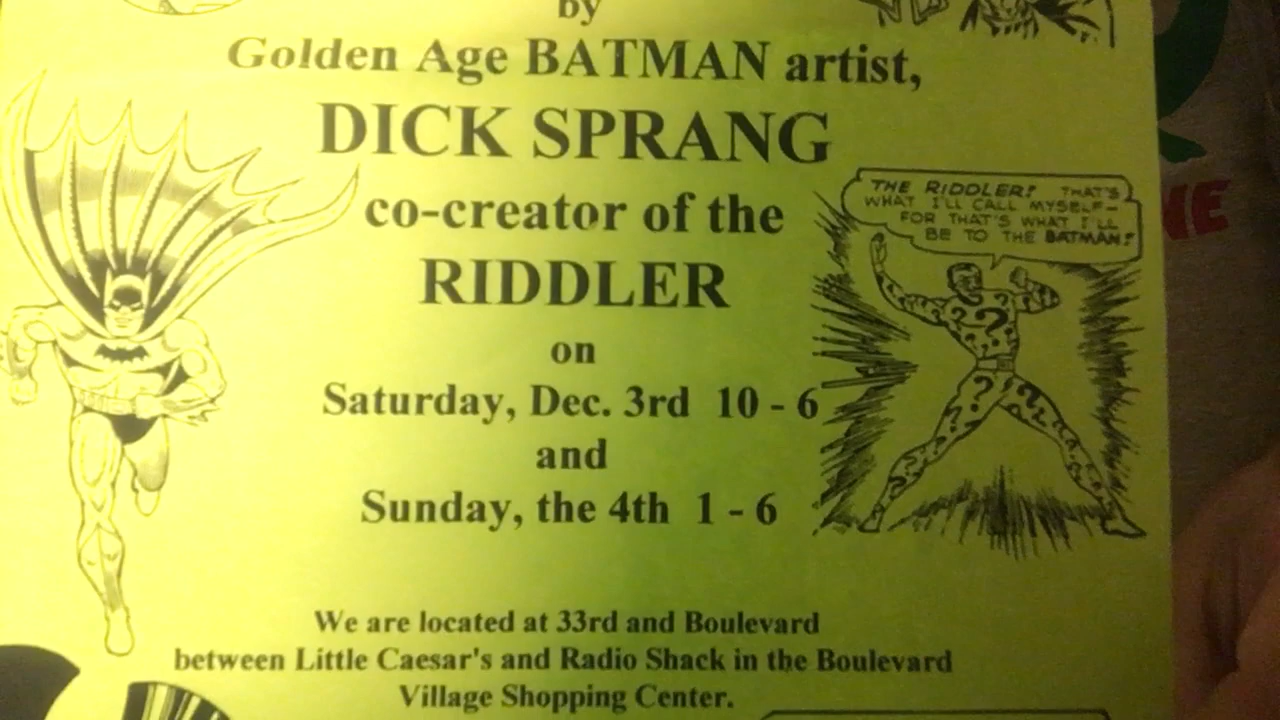 by
Golden Age BATMAN artist,
DICK SPRANG
co-creator of the
RIDDLER
on
Saturday, Dec. 3rd 10 - 6
and
Sunday, the 4th 1 - 6
THE RIDDLER! THAT'S
WHAT I'LL CALL MYSELF-
FOR THAT'S WHAT I'LL
BE TO THE BATMAN!
We are located at 33rd and Boulevard
between Little Caesar's and Radio Shack in the Boulevard
Village Shopping Center.